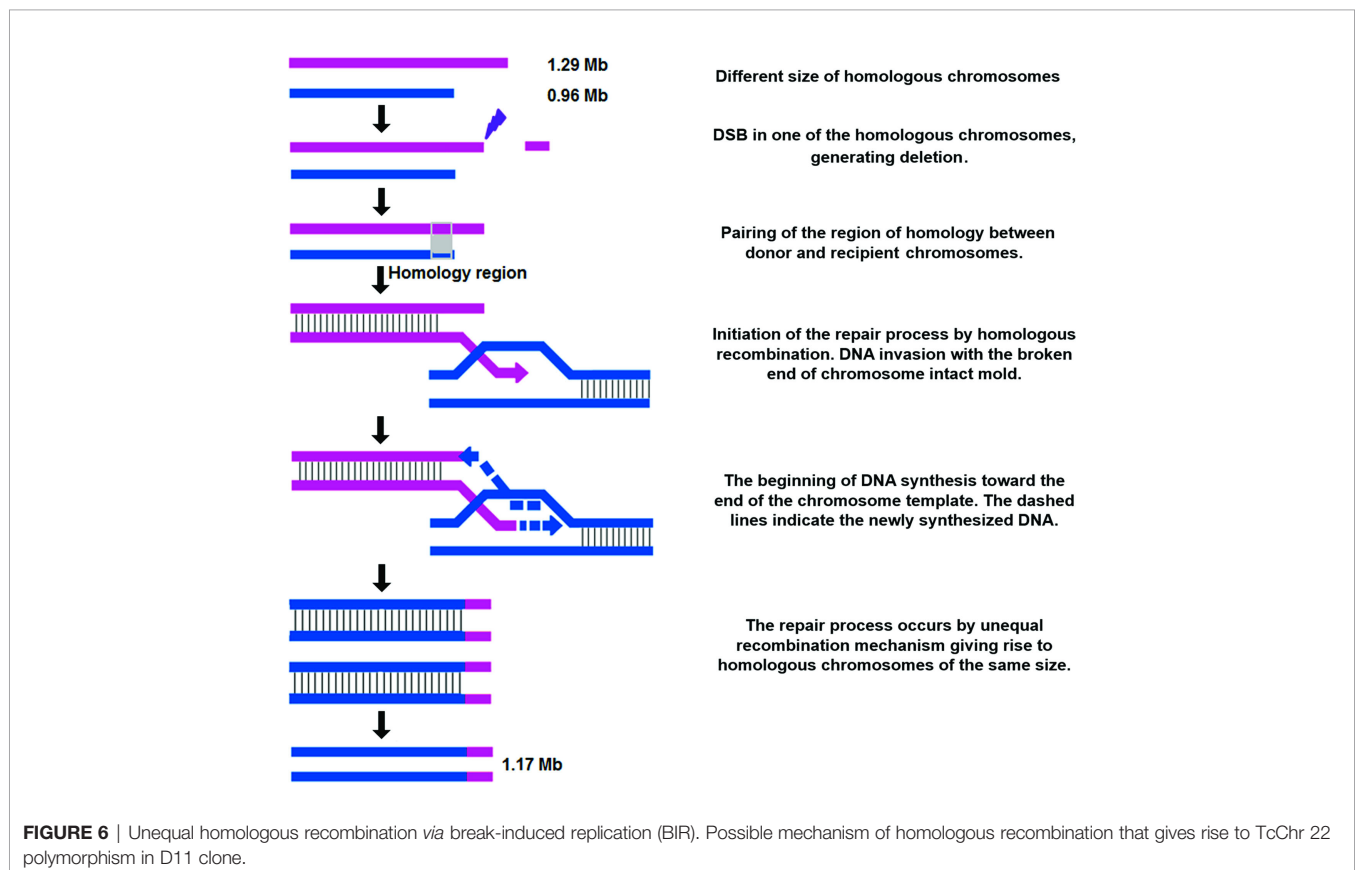 1.29 Mb
0.96 Mb
Different size of homologous chromosomes
DSB in one of the homologous chromosomes,
generating deletion.
Pairing of the region of homology between
donor and recipient chromosomes.
Homology region
Initiation of the repair process by homologous
recombination. DNA invasion with the broken
end of chromosome intact mold.
The beginning of DNA synthesis toward the
end of the chromosome template. The dashed
lines indicate the newly synthesized DNA.
The repair process occurs by unequal
recombination mechanism giving rise to
homologous chromosomes of the same size.
1.17 Mb
FIGURE 6 | Unequal homologous recombination via break-induced replication (BIR). Possible mechanism of homologous recombination that gives rise to TcChr 22
polymorphism in D11 clone.